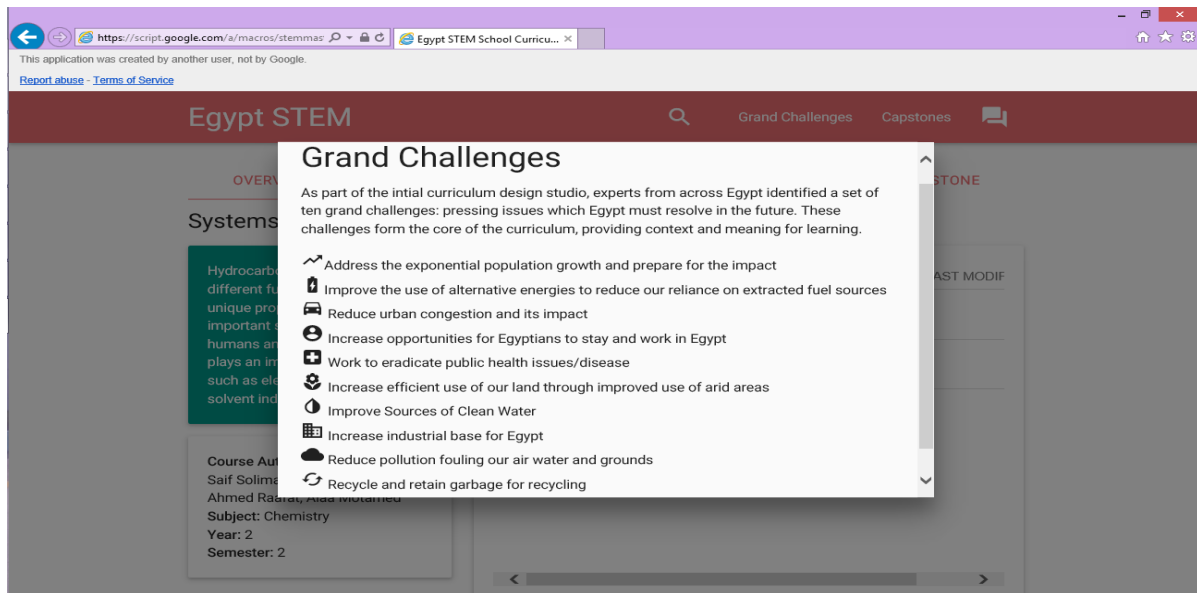 https://script.google.com/a/macros/stemmas
Egypt STEM School Curricu...
This application was created by another user, not by Google.
Report abuse - Terms of Service
Egypt STEM
Grand Challenges
Capstones
Grand Challenges
As part of the intial curriculum design studio, experts from across Egypt identified a set of
ten grand challenges: pressing issues which Egypt must resolve in the future. These
challenges form the core of the curriculum, providing context and meaning for learning.
Address the exponential population growth and prepare for the impact
Improve the use of alternative energies to reduce our reliance on extracted fuel sources
Reduce urban congestion and its impact
Increase opportunities for Egyptians to stay and work in Egypt
Work to eradicate public health issues/disease
Increase efficient use of our land through improved use of arid areas
Improve Sources of Clean Water
Increase industrial base for Egypt
Reduce pollution fouling our air water and grounds
Recycle and retain garbage for recycling
Systems
Hydrocarb
different fu
unique pro
important s
humans an
plays an im
such as ele
solvent ind
AST MODIF
Course Aut
Saif Solima
Ahmed Raafat, Alaa Motamed
Subject: Chemistry
Year: 2
Semester: 2